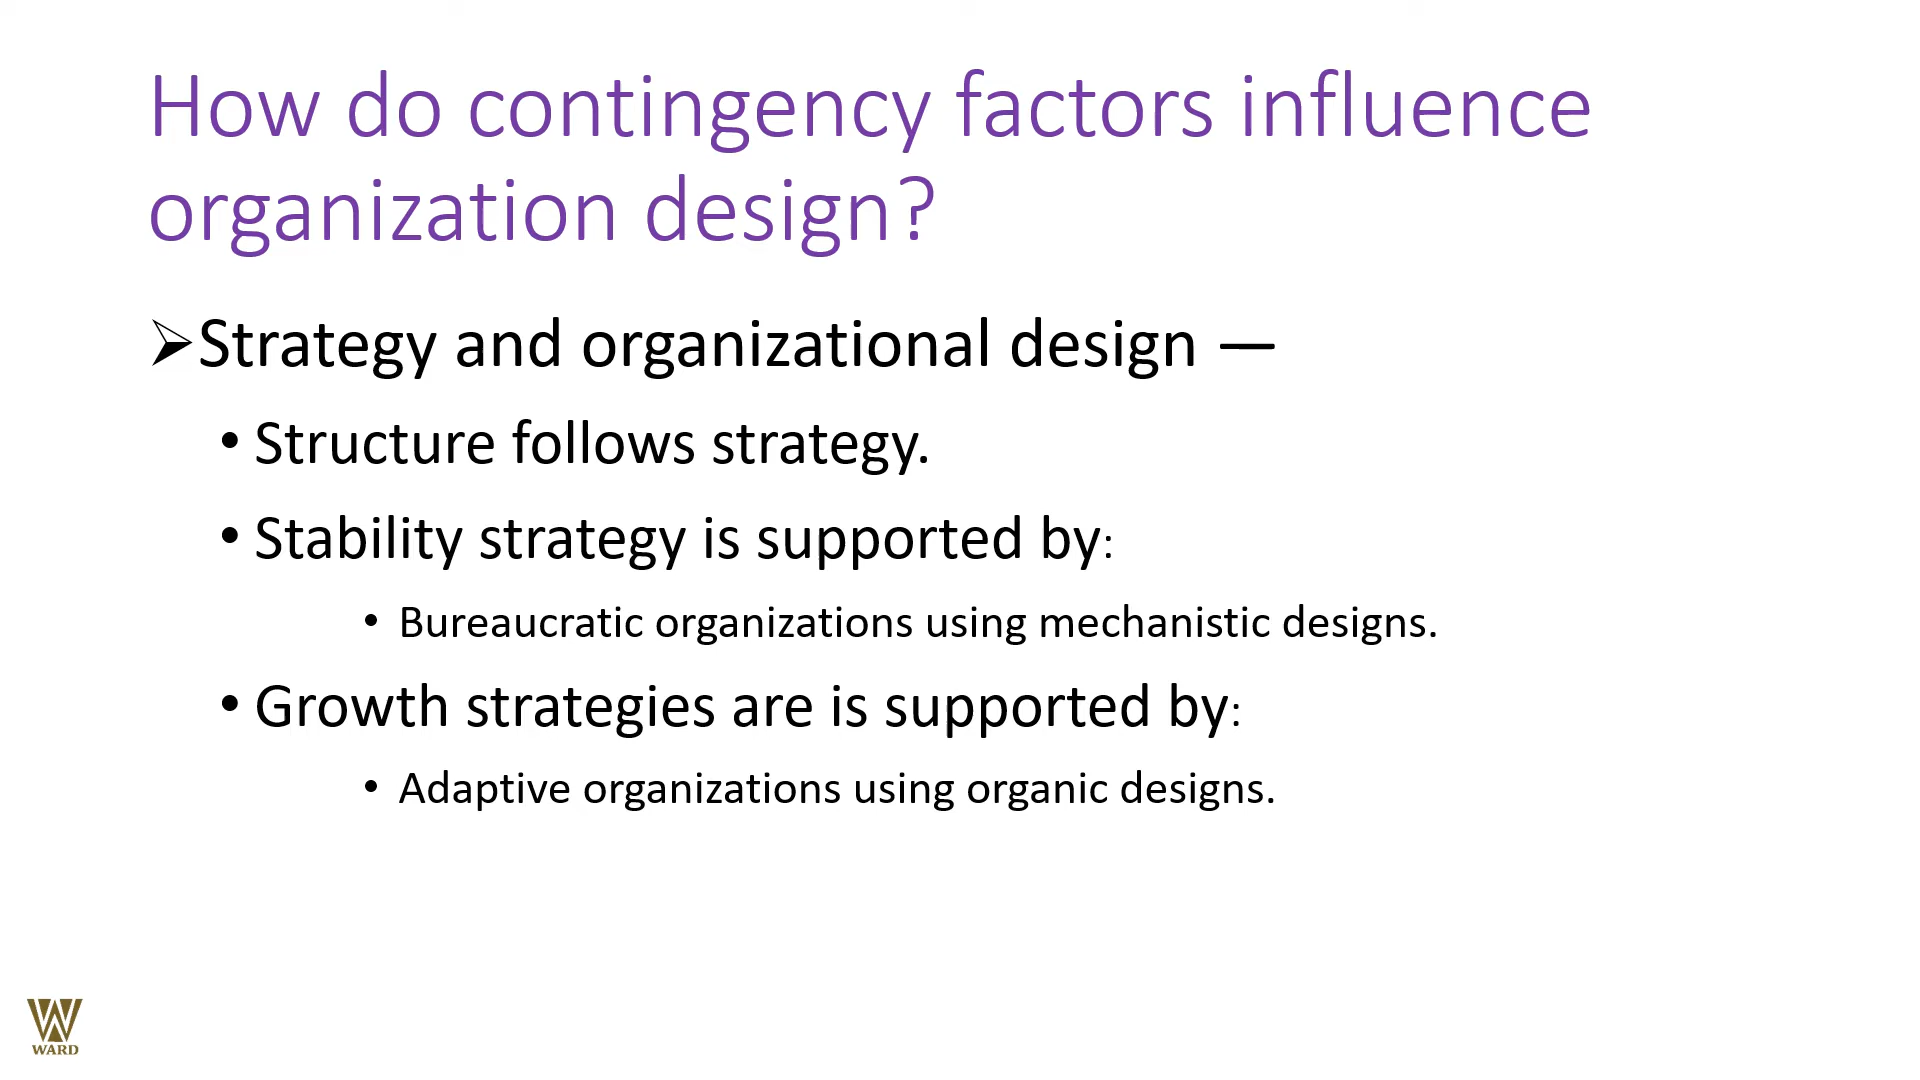 How do contingency factors influence
organization design?
➢Strategy and organizational design —
• Structure follows strategy.
• Stability strategy is supported by:
• Bureaucratic organizations using mechanistic designs.
• Growth strategies are is supported by:
• Adaptive organizations using organic designs.
WARD